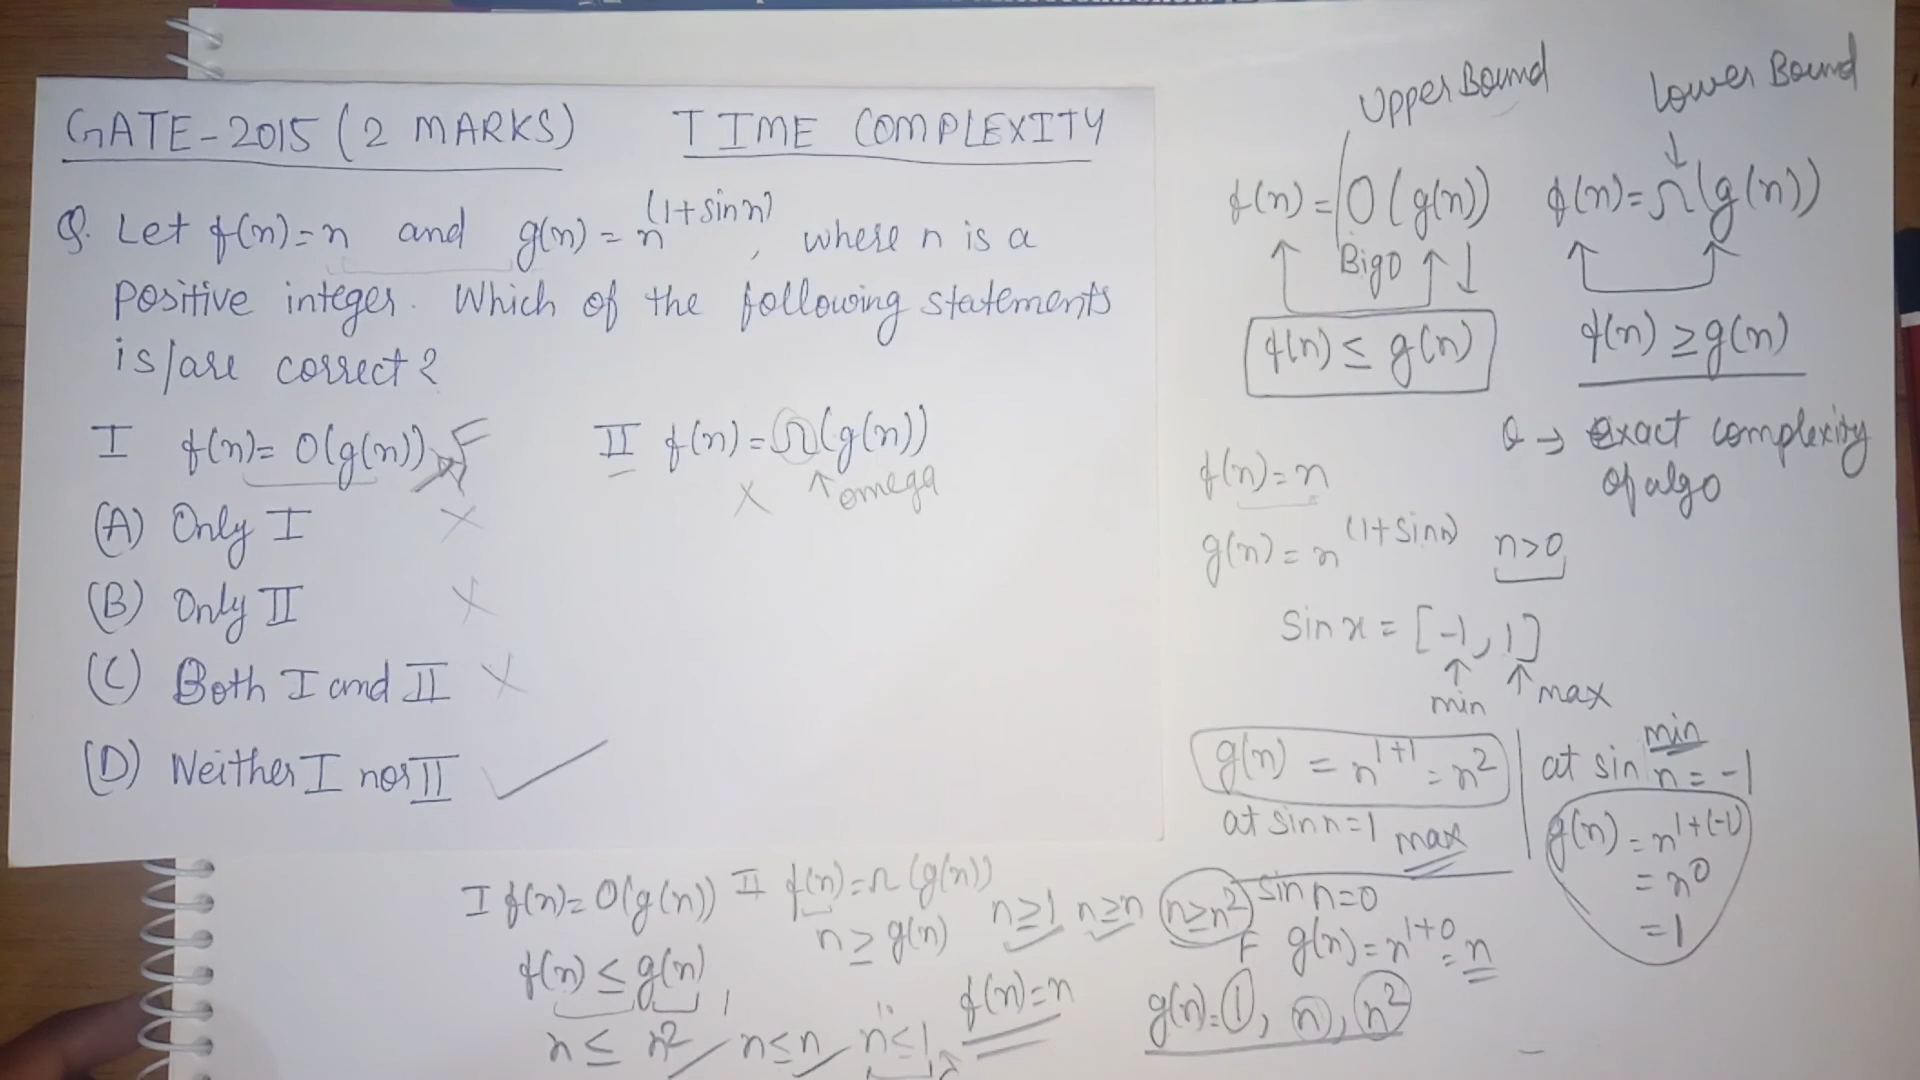 GATE-2015 (2 MARKS) TIME COMPLEXITY
Q. Let f(n)=n and g(n)=n^(1+sinn), where n is a
positive integer. Which of the following statements
is/are correct?
I f(n)=O(g(n)) F
II f(n)=Ω(g(n))
X ↑omega
(A) Only I X
(B) Only II X
(C) Both I and II X
(D) Neither I nor II ✓
Upper Bound
f(n)=O(g(n))
Big O
f(n)≤g(n)
Lower Bound
↓
f(n)=Ω(g(n))
f(n)≥g(n)
θ→ exact complexity
of algo
f(n)=n
g(n)=n^(1+sinn) n>0
Sin x=[-1,1]
↑ ↑
min max
g(n)=n^1+1=n^2
at sinn=1 max
min
at sin n=-1
g(n)=n^1+(-1)
=n^0
=1
sin n=0
g(n)=n^1+0=n
g(n)=1, n, n^2
I f(n)=O(g(n))
f(n)≤g(n)
n≤n^2, n≤n, n≤1
II f(n)=Ω(g(n))
n≥g(n)
n≥1 n≥n n≥n^2
F
f(n)=n